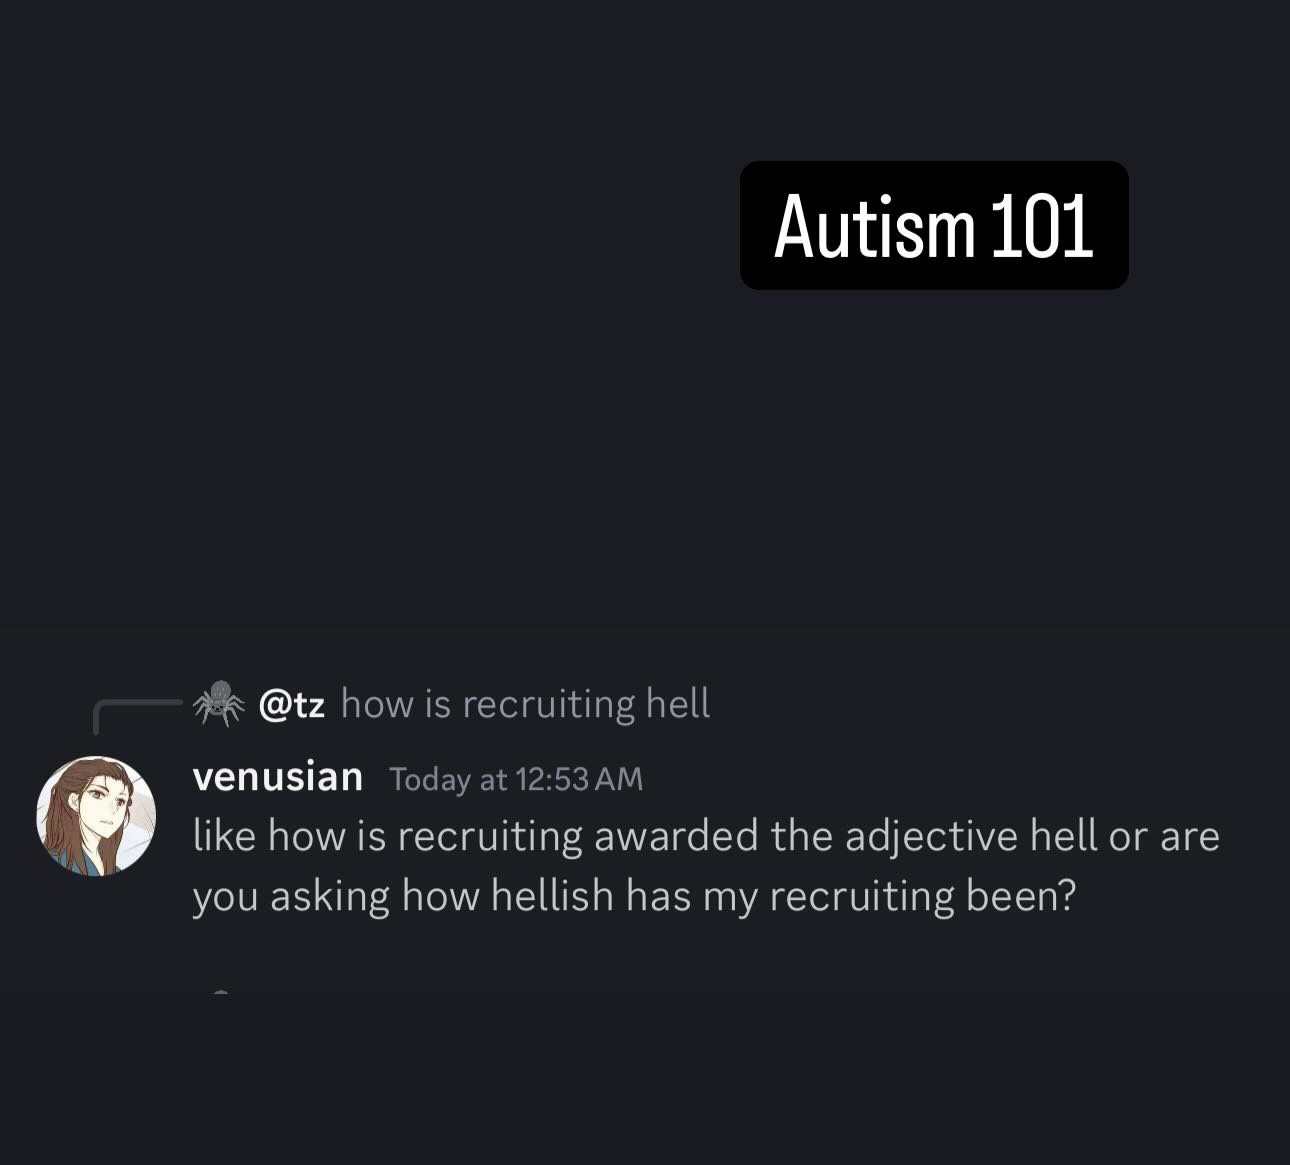 Autism 101
@tz how is recruiting hell
venusian Today at 12:53 AM
like how is recruiting awarded the adjective hell or are
you asking how hellish has my recruiting been?